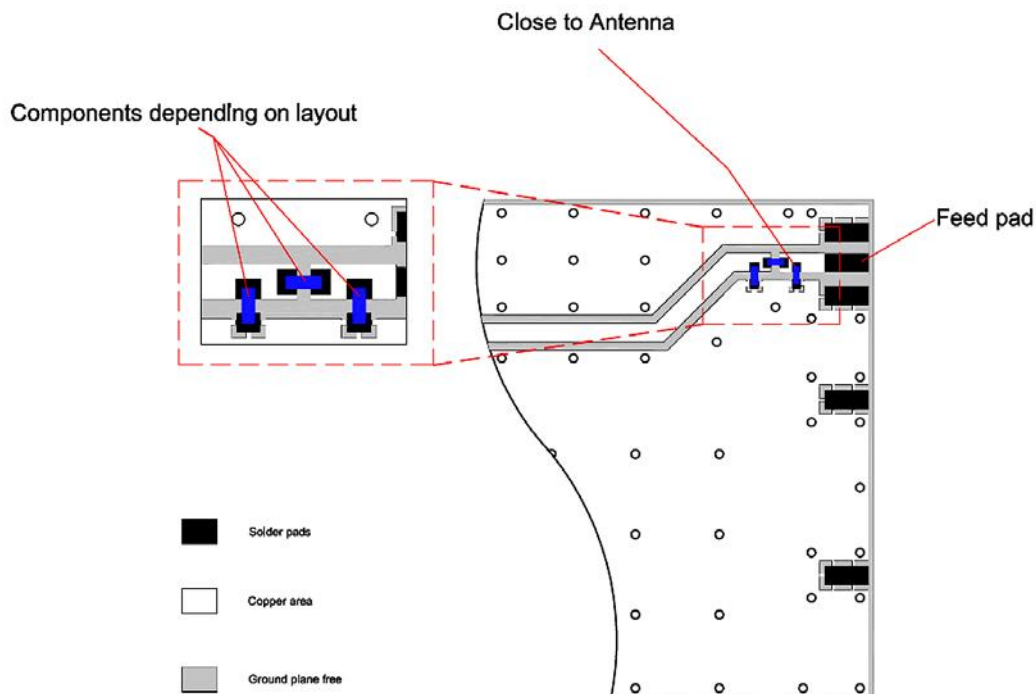 Close to Antenna
Components depending on layout
Feed pad
Solder pads
Copper area
Ground plane free